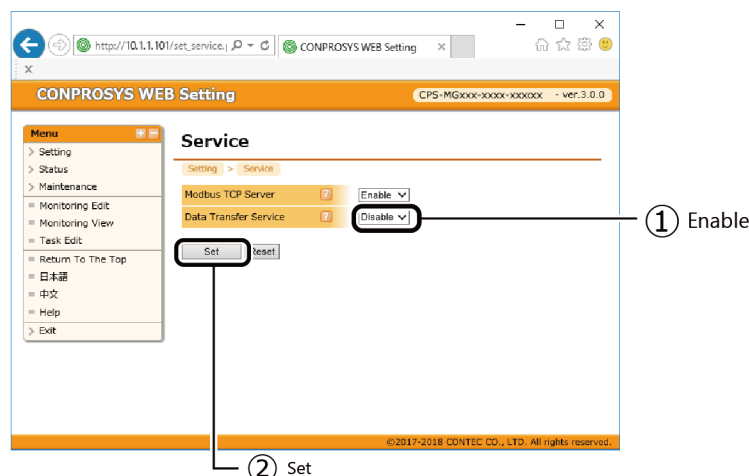 http://10.1.1.101/set_service.j
CONPROSYS WEB Setting
x
CONPROSYS WEB Setting
CPS-MGxxx-xxxx-xxxxxx - ver.3.0.0
Menu
Service
> Setting
> Status
> Maintenance
Monitoring Edit
Monitoring View
Task Edit
Return To The Top
日本語
中文
Help
> Exit
Setting > Service
Modbus TCP Server ? Enable
Data Transfer Service ? Disable
① Enable
Set Reset
©2017-2018 CONTEC CO., LTD. All rights reserved.
② Set